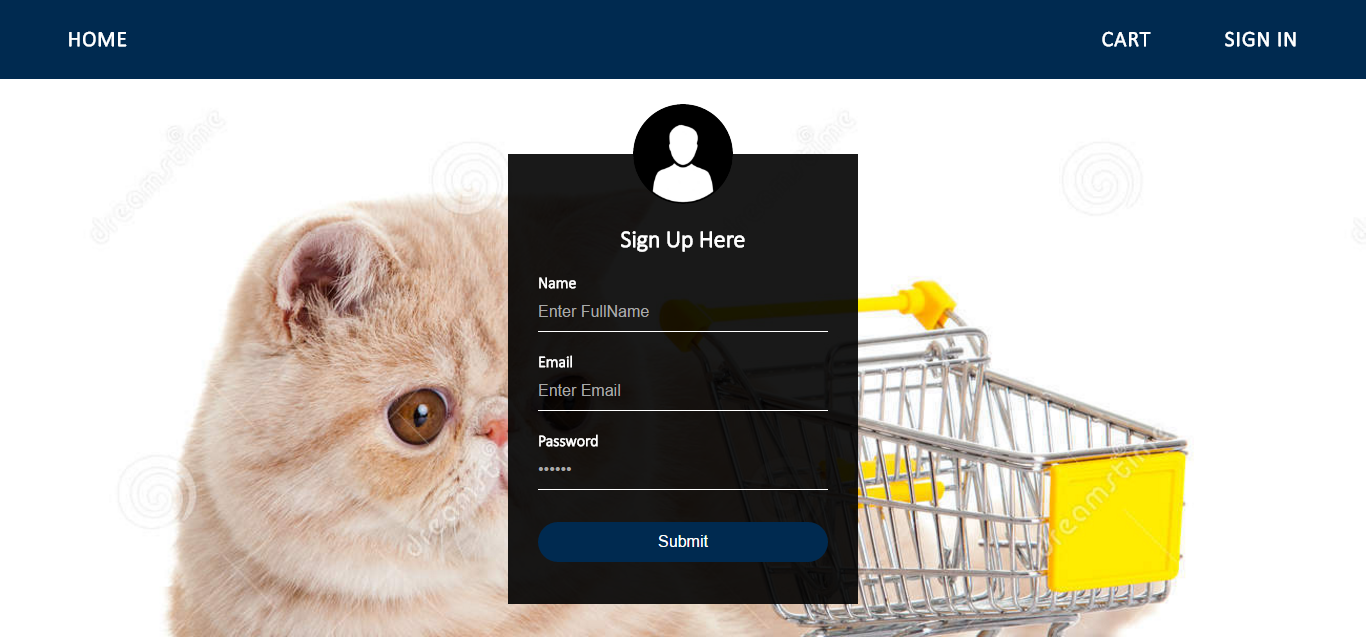 HOME
CART
SIGN IN
dreamstime
dreamstime
Sign Up Here
Name
Enter FullName
Email
Enter Email
Password
••••••
dreamstime
dreamstime
Submit